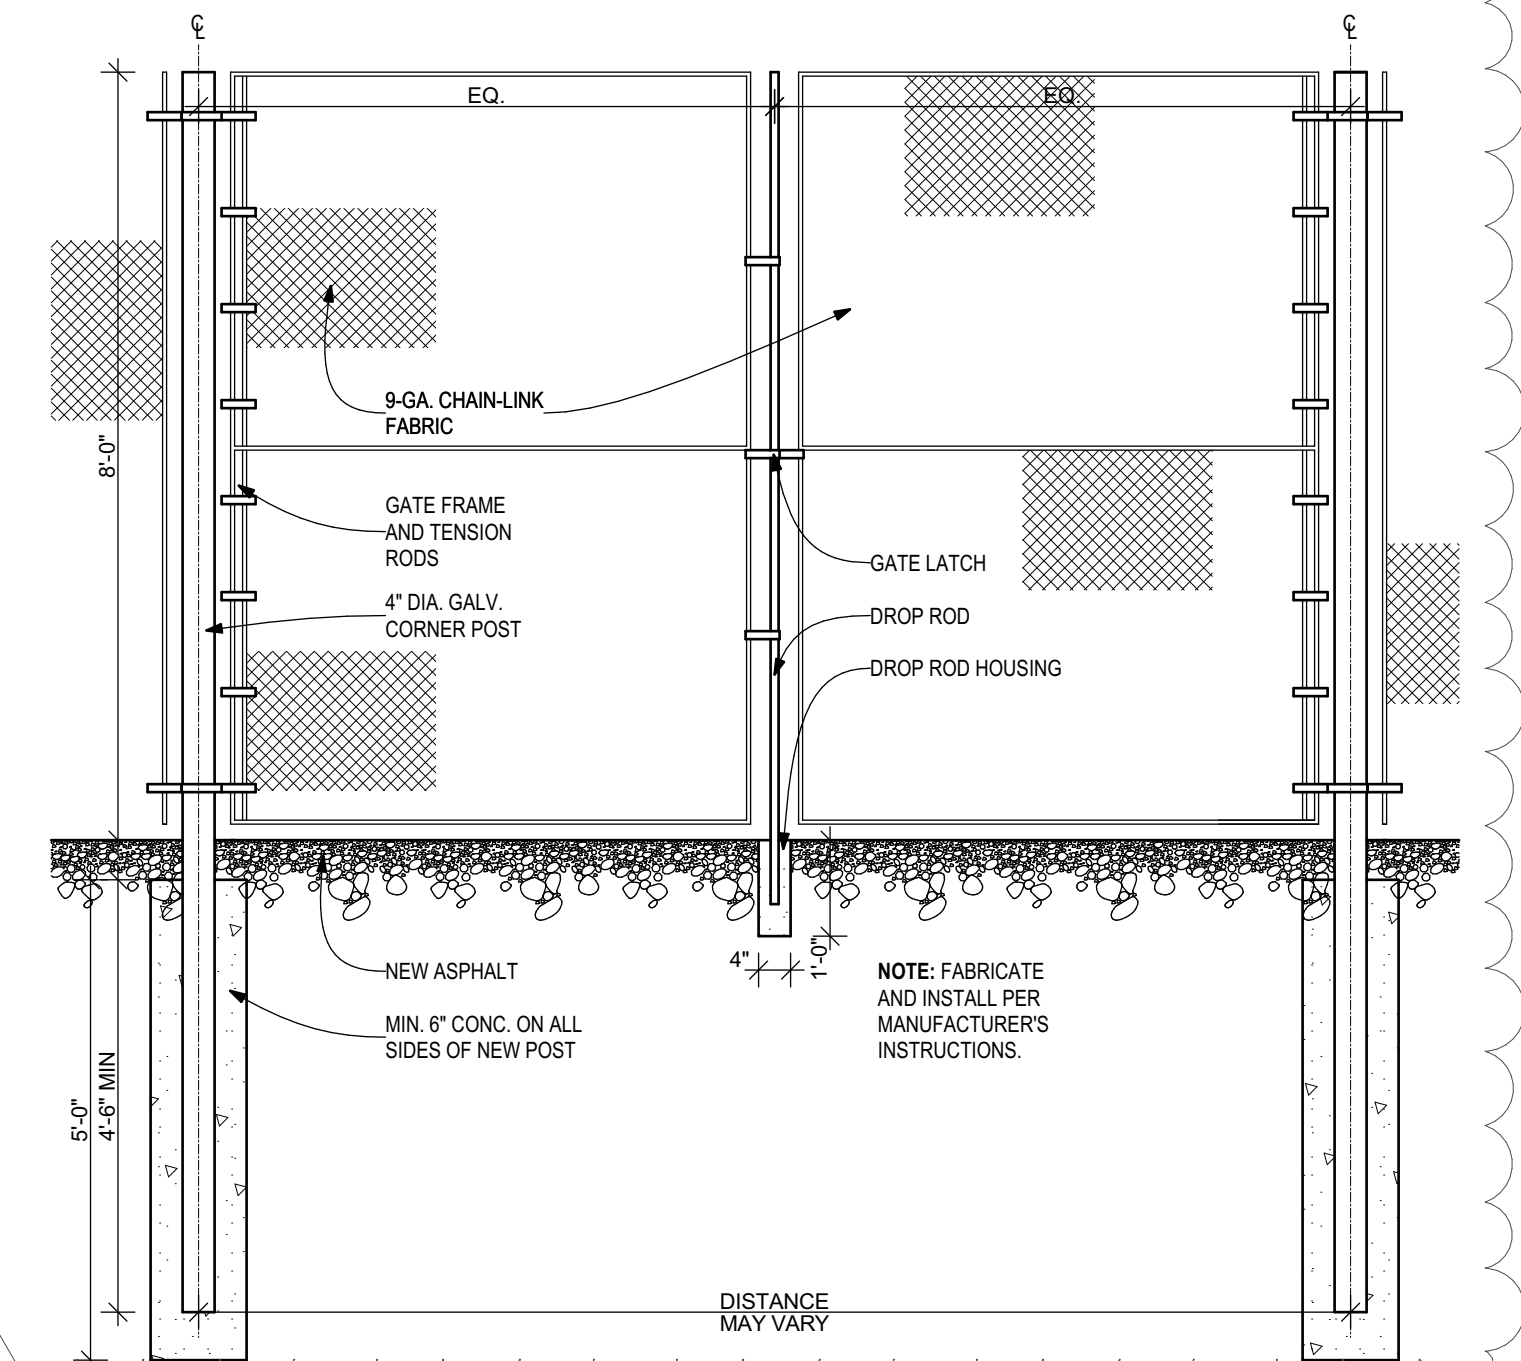 ℄
℄
EQ.
EQ.
8'-0"
9-GA. CHAIN-LINK
FABRIC
GATE FRAME
AND TENSION
RODS
GATE LATCH
4" DIA. GALV.
CORNER POST
DROP ROD
DROP ROD HOUSING
4"
1'-0"
NEW ASPHALT
NOTE: FABRICATE
AND INSTALL PER
MANUFACTURER'S
INSTRUCTIONS.
MIN. 6" CONC. ON ALL
SIDES OF NEW POST
5'-0"
4'-6" MIN
DISTANCE
MAY VARY